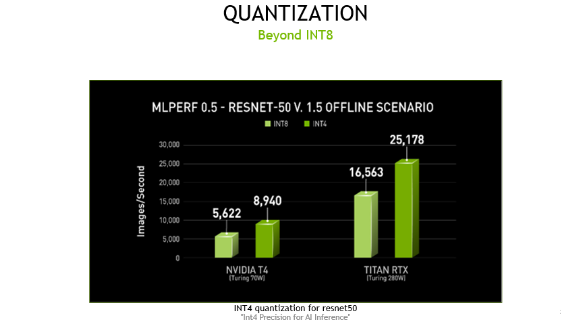 QUANTIZATION
Beyond INT8
MLPERF 0.5 - RESNET-50 V. 1.5 OFFLINE SCENARIO
INT8 INT4
Images/Second
30,000
25,000
20,000
15,000
10,000
5,000
0
5,622
8,940
16,563
25,178
NVIDIA T4
(Turing 70W)
TITAN RTX
(Turing 280W)
INT4 quantization for resnet50
"Int4 Precision for AI Inference"